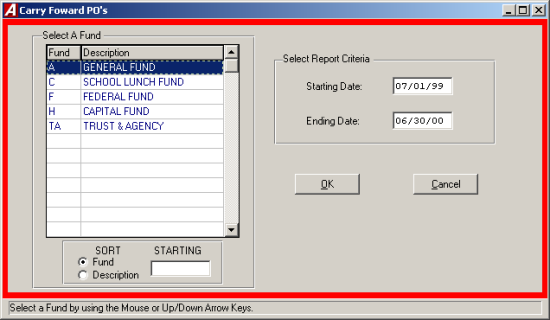 Carry Foward PO's
Select A Fund
Fund Description
A GENERAL FUND
C SCHOOL LUNCH FUND
F FEDERAL FUND
H CAPITAL FUND
TA TRUST & AGENCY
SORT STARTING
Fund
Description
Select Report Criteria
Starting Date: 07/01/99
Ending Date: 06/30/00
OK Cancel
Select a Fund by using the Mouse or Up/Down Arrow Keys.